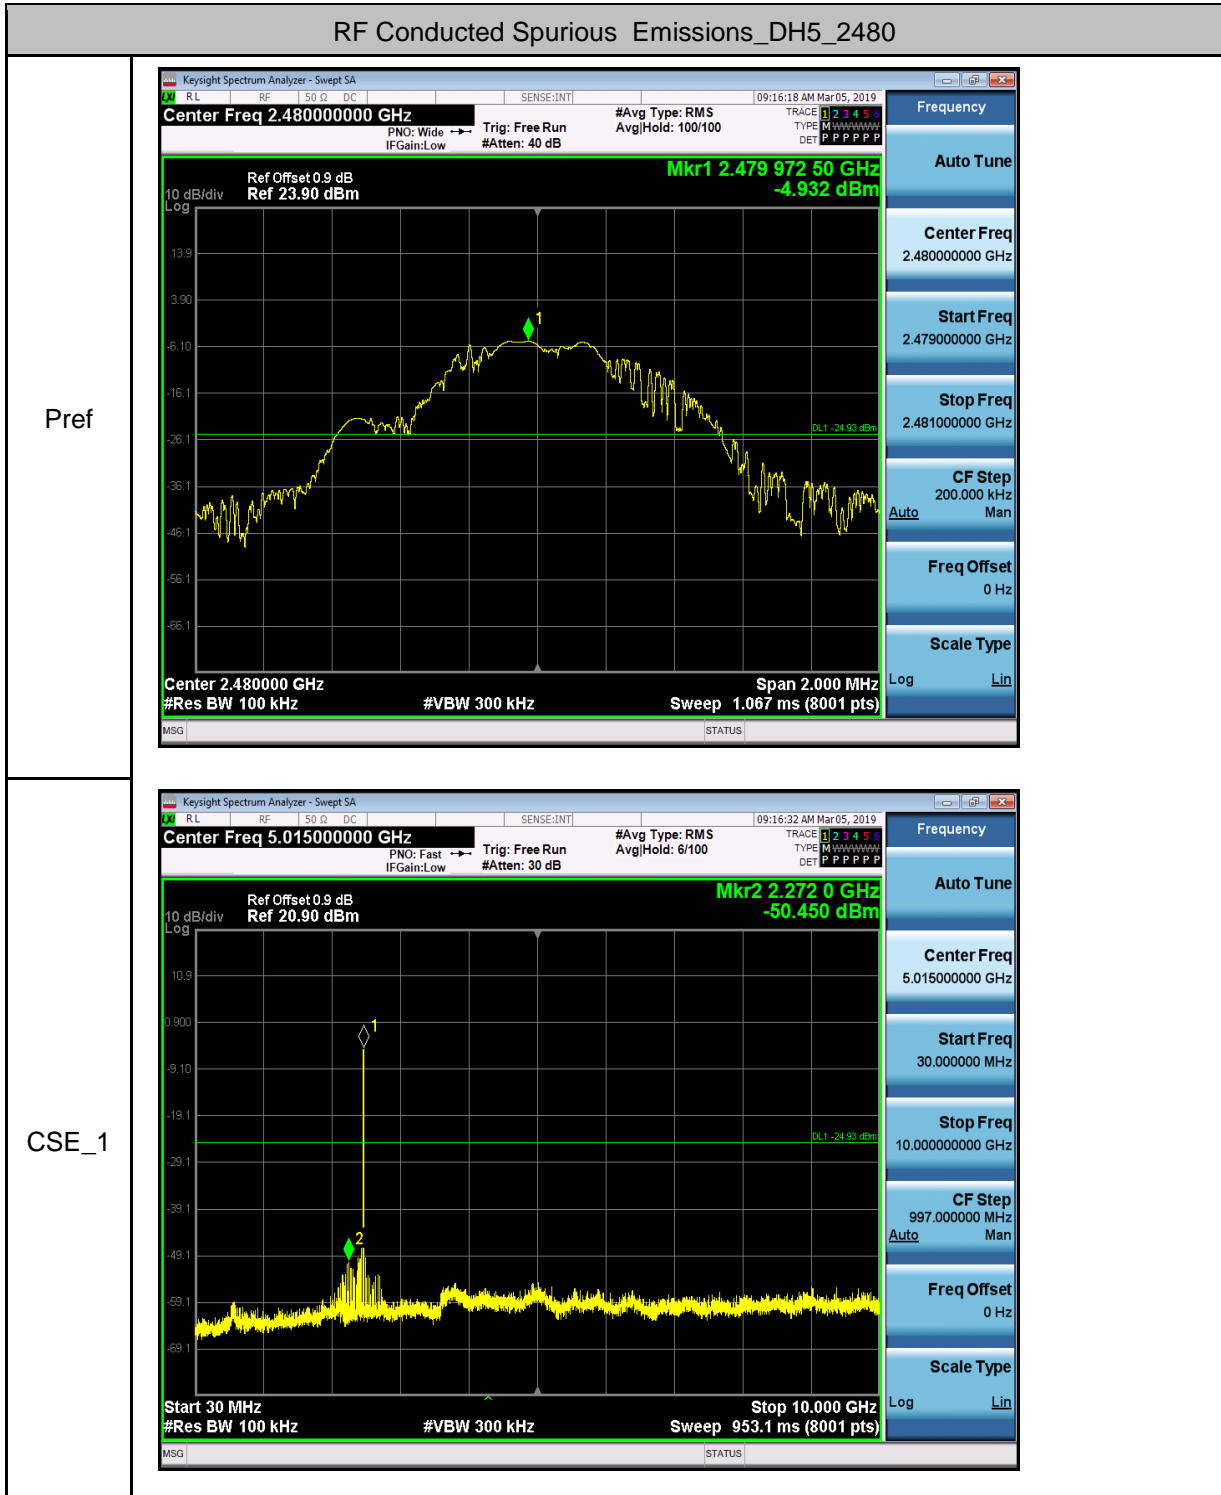 RF Conducted Spurious Emissions_DH5_2480
Pref
Keysight Spectrum Analyzer - Swept SA
LXI RL RF 50 Ω DC SENSE:INT 09:16:18 AM Mar 05, 2019
Center Freq 2.480000000 GHz
PNO: Wide
IFGain:Low
Trig: Free Run
#Atten: 40 dB
#Avg Type: RMS
Avg|Hold: 100/100
TRACE 1 2 3 4 5 6
TYPE M W W W W W
DET P P P P P P
Ref Offset 0.9 dB
10 dB/div Ref 23.90 dBm
Log
Mkr1 2.479 972 50 GHz
-4.932 dBm
13.9
3.90
-6.10
-16.1
-26.1
-36.1
-46.1
-56.1
-66.1
1
DL1 -24.93 dBm
Center 2.480000 GHz Span 2.000 MHz
#Res BW 100 kHz #VBW 300 kHz Sweep 1.067 ms (8001 pts)
MSG STATUS
Frequency
Auto Tune
Center Freq
2.480000000 GHz
Start Freq
2.479000000 GHz
Stop Freq
2.481000000 GHz
CF Step
200.000 kHz
Auto Man
Freq Offset
0 Hz
Scale Type
Log Lin
CSE_1
Keysight Spectrum Analyzer - Swept SA
LXI RL RF 50 Ω DC SENSE:INT 09:16:32 AM Mar 05, 2019
Center Freq 5.015000000 GHz
PNO: Fast
IFGain:Low
Trig: Free Run
#Atten: 30 dB
#Avg Type: RMS
Avg|Hold: 6/100
TRACE 1 2 3 4 5 6
TYPE M W W W W W
DET P P P P P P
Ref Offset 0.9 dB
10 dB/div Ref 20.90 dBm
Log
Mkr2 2.272 0 GHz
-50.450 dBm
10.9
0.900
-9.10
-19.1
-29.1
-39.1
-49.1
-59.1
-69.1
1
2
DL1 -24.93 dBm
Start 30 MHz Stop 10.000 GHz
#Res BW 100 kHz #VBW 300 kHz Sweep 953.1 ms (8001 pts)
MSG STATUS
Frequency
Auto Tune
Center Freq
5.015000000 GHz
Start Freq
30.000000 MHz
Stop Freq
10.000000000 GHz
CF Step
997.000000 MHz
Auto Man
Freq Offset
0 Hz
Scale Type
Log Lin